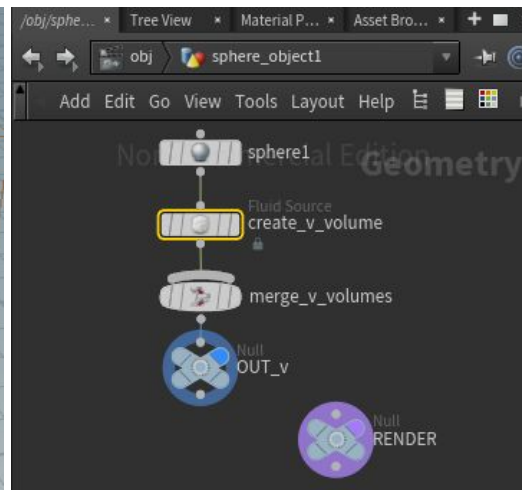 /obj/sphe... × Tree View × Material P... × Asset Bro... × +
obj sphere_object1
Add Edit Go View Tools Layout Help
Non-Commercial Edition
Geometry
sphere1
Fluid Source
create_v_volume
merge_v_volumes
Null
OUT_v
Null
RENDER